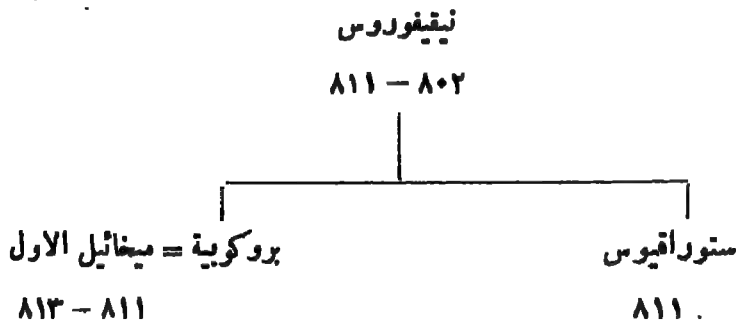 نيقيفوروس
٨٠٢ – ٨١١
ستوراقيوس
بروكوبية = ميخائيل الاول
٨١١
٨١١ – ٨١٣